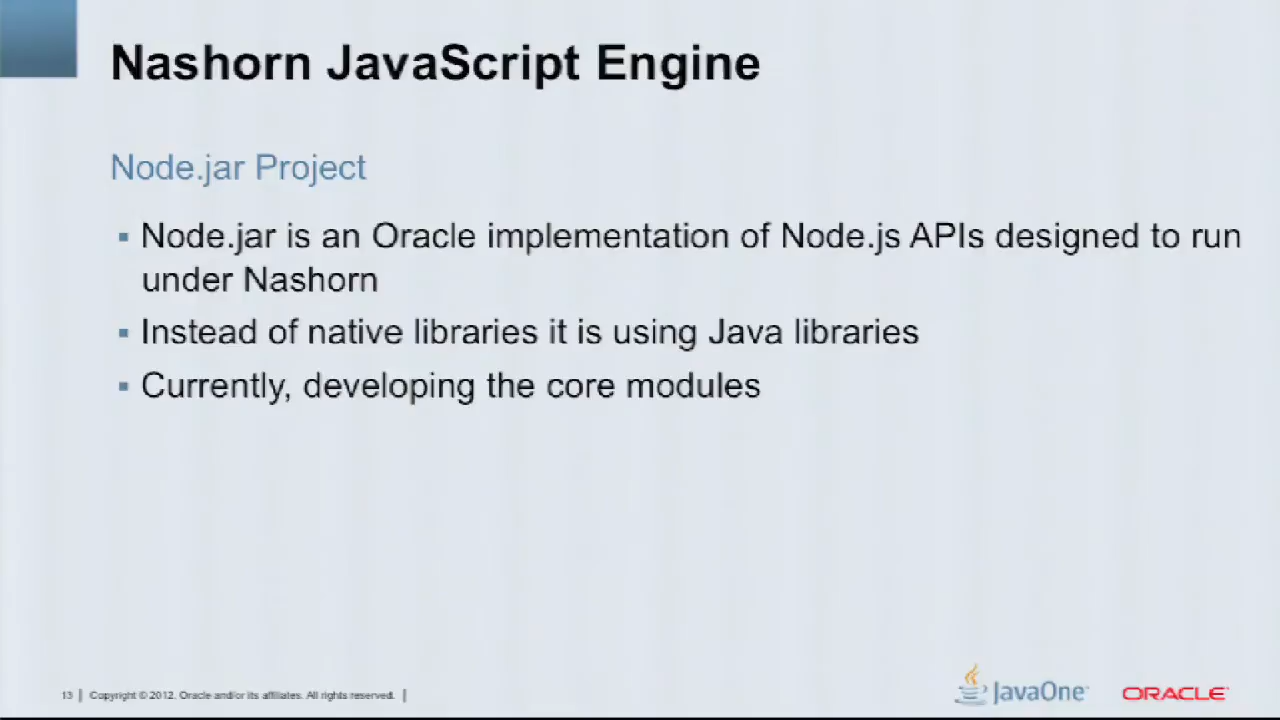 Nashorn JavaScript Engine
Node.jar Project
Node.jar is an Oracle implementation of Node.js APIs designed to run
under Nashorn
Instead of native libraries it is using Java libraries
Currently, developing the core modules
13 | Copyright © 2012, Oracle and/or its affiliates. All rights reserved. |
JavaOne
ORACLE